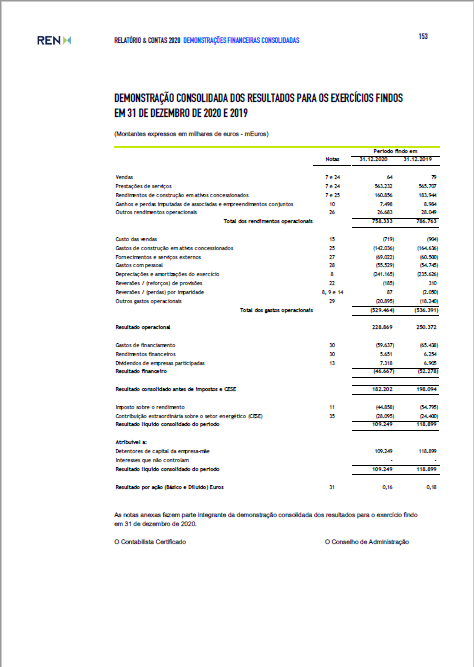 REN
RELATÓRIO & CONTAS 2020 DEMONSTRAÇÕES FINANCEIRAS CONSOLIDADAS
153
DEMONSTRAÇÃO CONSOLIDADA DOS RESULTADOS PARA OS EXERCÍCIOS FINDOS
EM 31 DE DEZEMBRO DE 2020 E 2019
(Montantes expressos em milhares de euros - mEuros)
Período findo em
Notas 31.12.2020 31.12.2019
Vendas 7 e 24 64 79
Prestações de serviços 7 e 24 563.232 565.707
Rendimentos de construção em ativos concessionados 7 e 25 160.856 183.944
Ganhos e perdas imputadas de associadas e empreendimentos conjuntos 10 7.498 8.984
Outros rendimentos operacionais 26 26.683 28.049
Total dos rendimentos operacionais 758.333 786.763
Custo das vendas 15 (719) (904)
Gastos de construção em ativos concessionados 25 (142.036) (164.636)
Fornecimentos e serviços externos 27 (69.022) (60.500)
Gastos com pessoal 28 (55.529) (54.745)
Depreciações e amortizações do exercício 8 (241.165) (235.626)
Reversões / (reforços) de provisões 22 (185) 310
Reversões / (perdas) por imparidade 8, 9 e 14 87 (2.050)
Outros gastos operacionais 29 (20.895) (18.240)
Total dos gastos operacionais (529.464) (536.391)
Resultado operacional 228.869 250.372
Gastos de financiamento 30 (59.637) (65.438)
Rendimentos financeiros 30 5.651 6.254
Dividendos de empresas participadas 13 7.318 6.905
Resultado financeiro (46.667) (52.278)
Resultado consolidado antes de impostos e CESE 182.202 198.094
Imposto sobre o rendimento 11 (44.858) (54.795)
Contribuição extraordinária sobre o setor energético (CESE) 35 (28.095) (24.400)
Resultado líquido consolidado do período 109.249 118.899
Atribuível a:
Detentores de capital da empresa-mãe 109.249 118.899
Interesses que não controlam - -
Resultado líquido consolidado do período 109.249 118.899
Resultado por ação (Básico e Diluído) Euros 31 0,16 0,18
As notas anexas fazem parte integrante da demonstração consolidada dos resultados para o exercício findo
em 31 de dezembro de 2020.
O Contabilista Certificado O Conselho de Administração